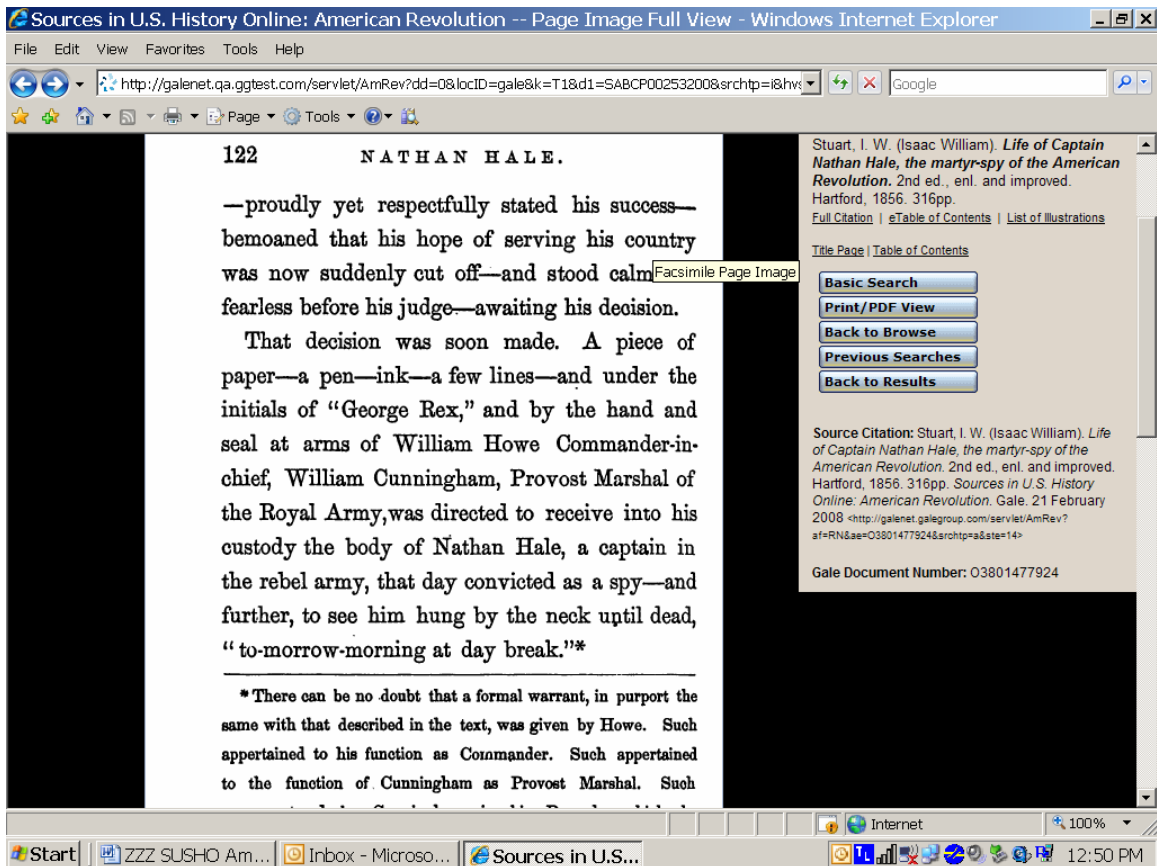 Sources in U.S. History Online: American Revolution -- Page Image Full View - Windows Internet Explorer
File Edit View Favorites Tools Help
http://galenet.qa.ggtest.com/servlet/AmRev?dd=0&locID=gale&k=T1&d1=SABCP00253200&srchtp=i&hvs
Google
Page Tools
122 NATHAN HALE.
—proudly yet respectfully stated his success—
bemoaned that his hope of serving his country
was now suddenly cut off—and stood calm
Facsimile Page Image
fearless before his judge—awaiting his decision.
That decision was soon made. A piece of
paper—a pen—ink—a few lines—and under the
initials of “George Rex,” and by the hand and
seal at arms of William Howe Commander-in-
chief, William Cunningham, Provost Marshal of
the Royal Army,was directed to receive into his
custody the body of Nathan Hale, a captain in
the rebel army, that day convicted as a spy—and
further, to see him hung by the neck until dead,
“to-morrow-morning at day break.”*
* There can be no doubt that a formal warrant, in purport the
same with that described in the text, was given by Howe. Such
appertained to his function as Commander. Such appertained
to the function of Cunningham as Provost Marshal. Such
Stuart, I. W. (Isaac William). Life of Captain
Nathan Hale, the martyr-spy of the American
Revolution. 2nd ed., enl. and improved.
Hartford, 1856. 316pp.
Full Citation | eTable of Contents | List of Illustrations
Title Page | Table of Contents
Basic Search
Print/PDF View
Back to Browse
Previous Searches
Back to Results
Source Citation: Stuart, I. W. (Isaac William). Life
of Captain Nathan Hale, the martyr-spy of the
American Revolution. 2nd ed., enl. and improved.
Hartford, 1856. 316pp. Sources in U.S. History
Online: American Revolution. Gale. 21 February
2008 <http://galenet.galegroup.com/servlet/AmRev?
af=RN&ae=O3801477924&srchtp=a&ste=14>
Gale Document Number: O3801477924
Internet 100%
Start ZZZ SUSHO Am... Inbox - Microso... Sources in U.S... 12:50 PM